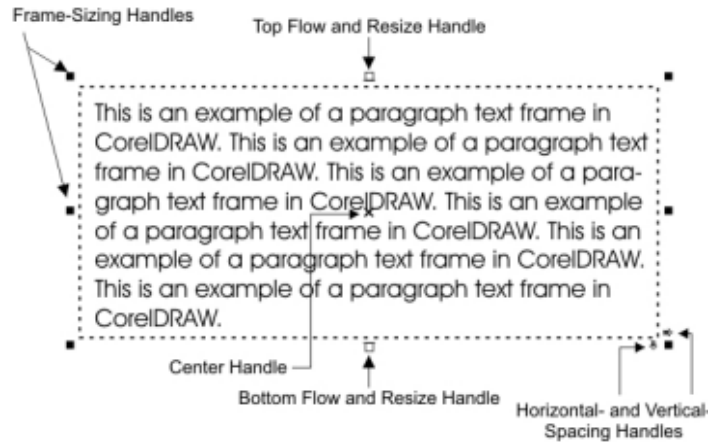 Frame-Sizing Handles
Top Flow and Resize Handle
This is an example of a paragraph text frame in
CorelDRAW. This is an example of a paragraph text
frame in CorelDRAW. This is an example of a para-
graph text frame in CorelDRAW. This is an example
of a paragraph text frame in CorelDRAW. This is an
example of a paragraph text frame in CorelDRAW.
This is an example of a paragraph text frame in
CorelDRAW.
Center Handle
Bottom Flow and Resize Handle
Horizontal- and Vertical-
Spacing Handles